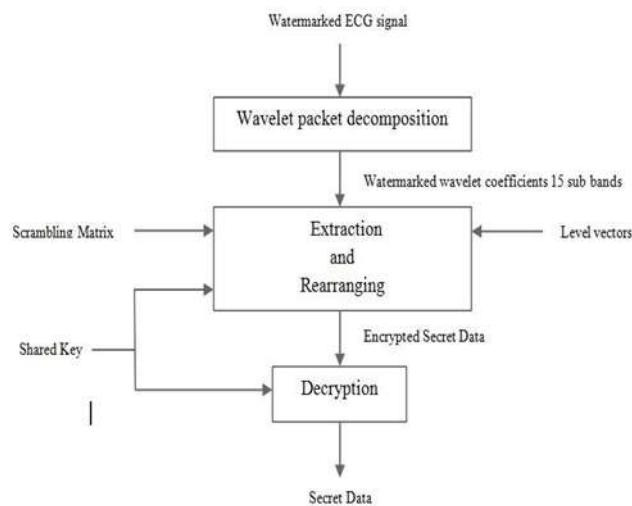 Watermarked ECG signal
Wavelet packet decomposition
Watermarked wavelet coefficients 15 sub bands
Scrambling Matrix
Extraction
and
Rearranging
Level vectors
Shared Key
Encrypted Secret Data
Decryption
Secret Data